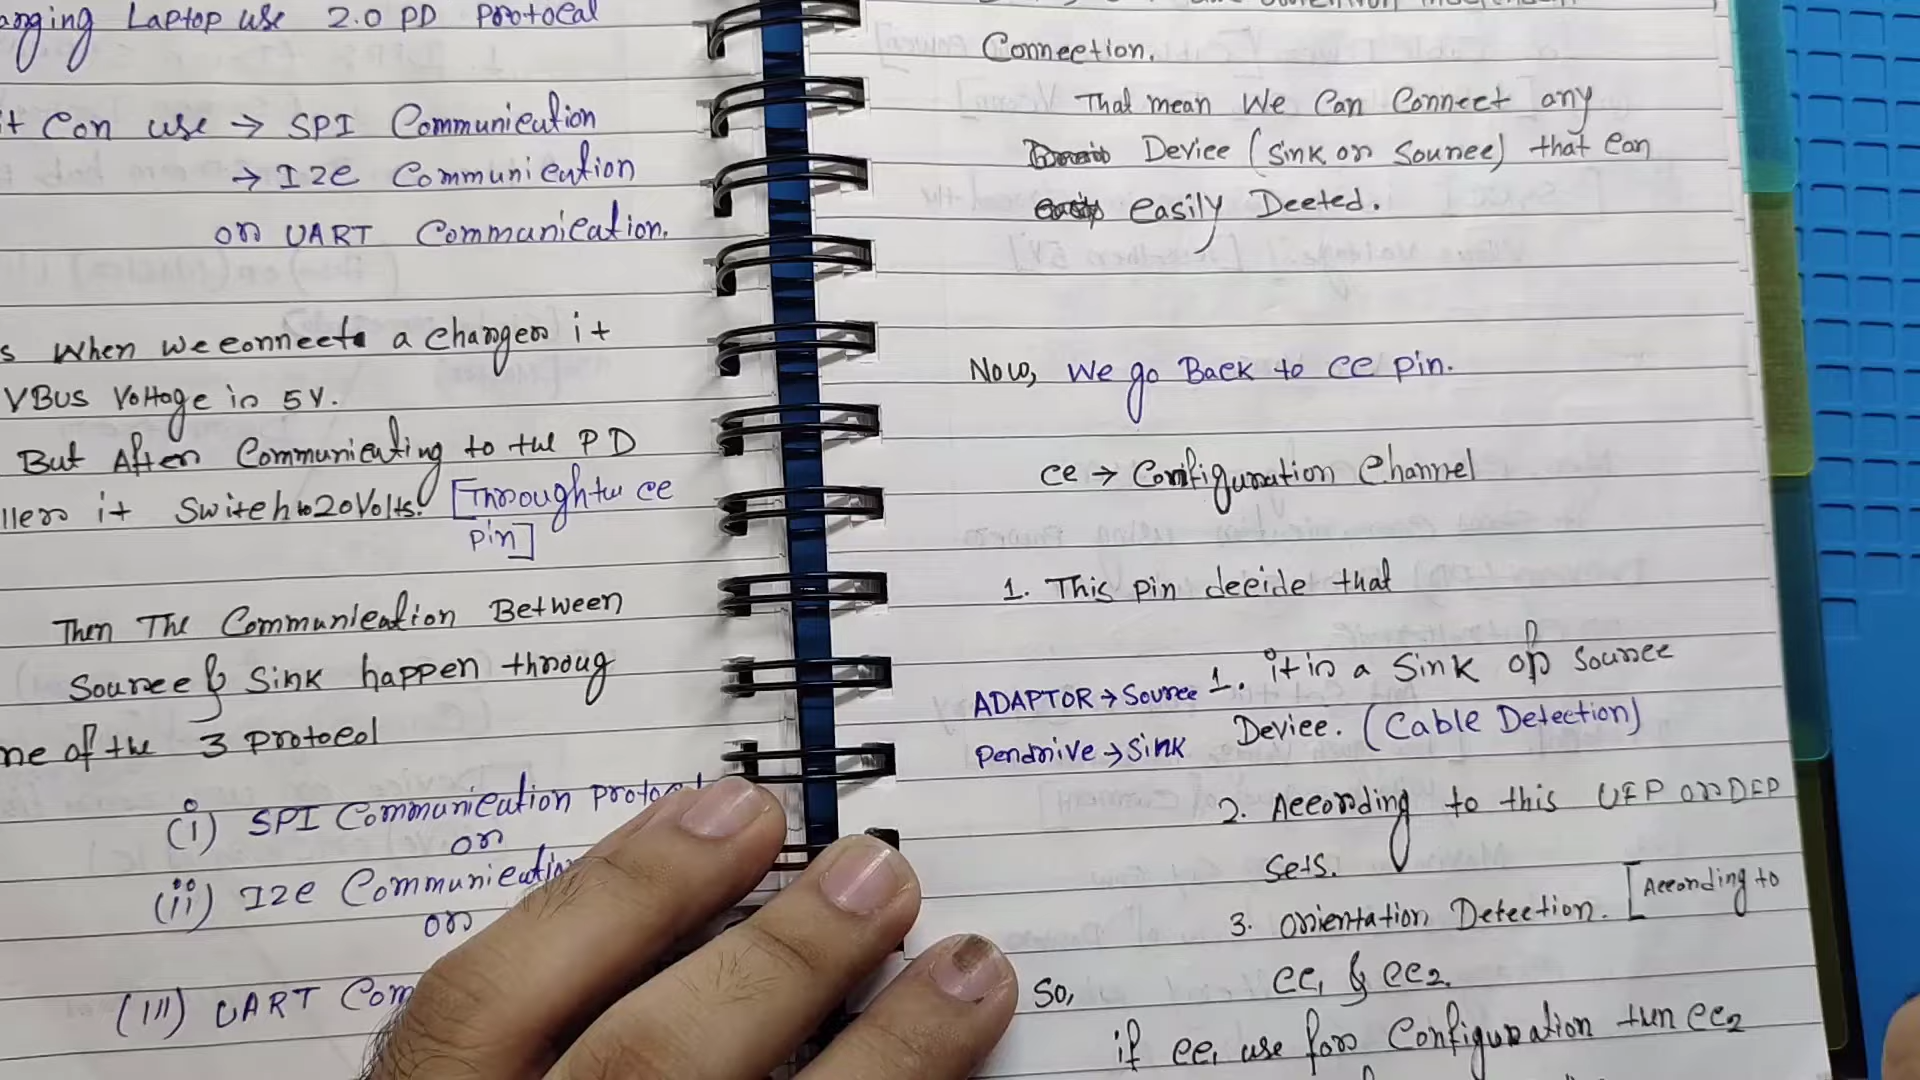 Laptop use 2.0 PD Protocal
it Can use → SPI Communication
→ I2C Communication
or UART Communication.
s When we connect a charger it
VBUS Voltage is 5V.
But After Communicating to the PD
llers it Switch to 20Volts. [Through the CC
pin]
Then The Communication Between
Source & Sink happen throug
ne of the 3 Protocol
(i) SPI Communication protoc
or
(ii) I2C Communication
or
(iii) UART Com
Connection.
That mean We Can Connect any
Device (Sink or Source) that Can
easily Deeted.
Now, We go Back to CC Pin.
CC → Configuration Channel
1. This pin decide that
1. it is a Sink or Source
ADAPTOR → Source
Device. (Cable Detection)
Pendrive → Sink
2. According to this UFP or DFP
Sets.
3. Orientation Detection. [According to
CC1 & CC2.
So,
if CC1 use for Configuration then CC2